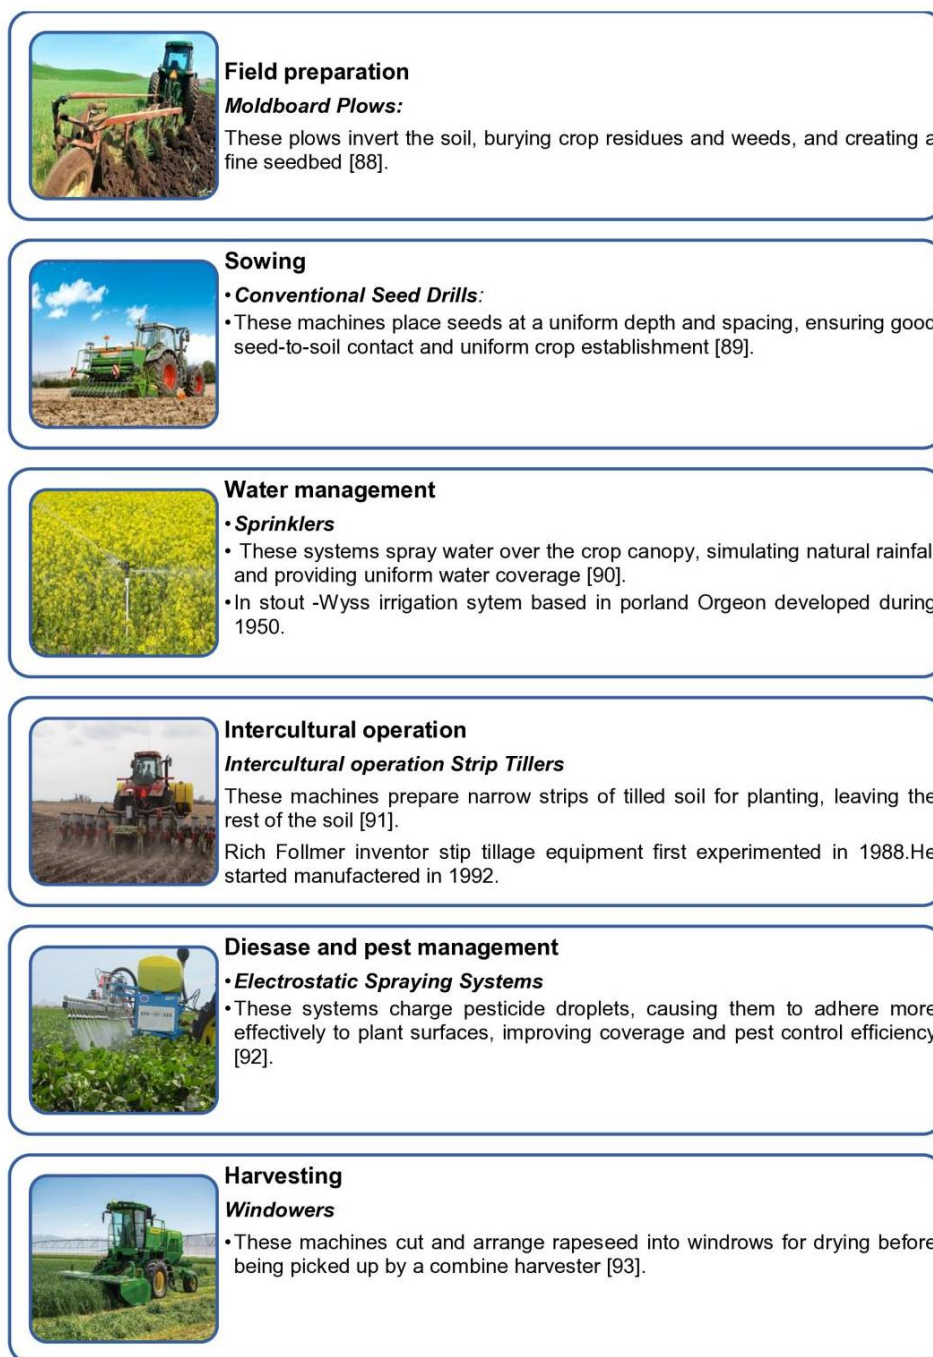 Field preparation
Moldboard Plows:
These plows invert the soil, burying crop residues and weeds, and creating a
fine seedbed [88].
Sowing
•Conventional Seed Drills:
•These machines place seeds at a uniform depth and spacing, ensuring good
seed-to-soil contact and uniform crop establishment [89].
Water management
•Sprinklers
• These systems spray water over the crop canopy, simulating natural rainfal
and providing uniform water coverage [90].
•In stout -Wyss irrigation sytem based in porland Orgeon developed during
1950.
Intercultural operation
Intercultural operation Strip Tillers
These machines prepare narrow strips of tilled soil for planting, leaving the
rest of the soil [91].
Rich Follmer inventor stip tillage equipment first experimented in 1988.He
started manufactered in 1992.
Diesase and pest management
•Electrostatic Spraying Systems
•These systems charge pesticide droplets, causing them to adhere more
effectively to plant surfaces, improving coverage and pest control efficiency
[92].
Harvesting
Windowers
•These machines cut and arrange rapeseed into windrows for drying before
being picked up by a combine harvester [93].